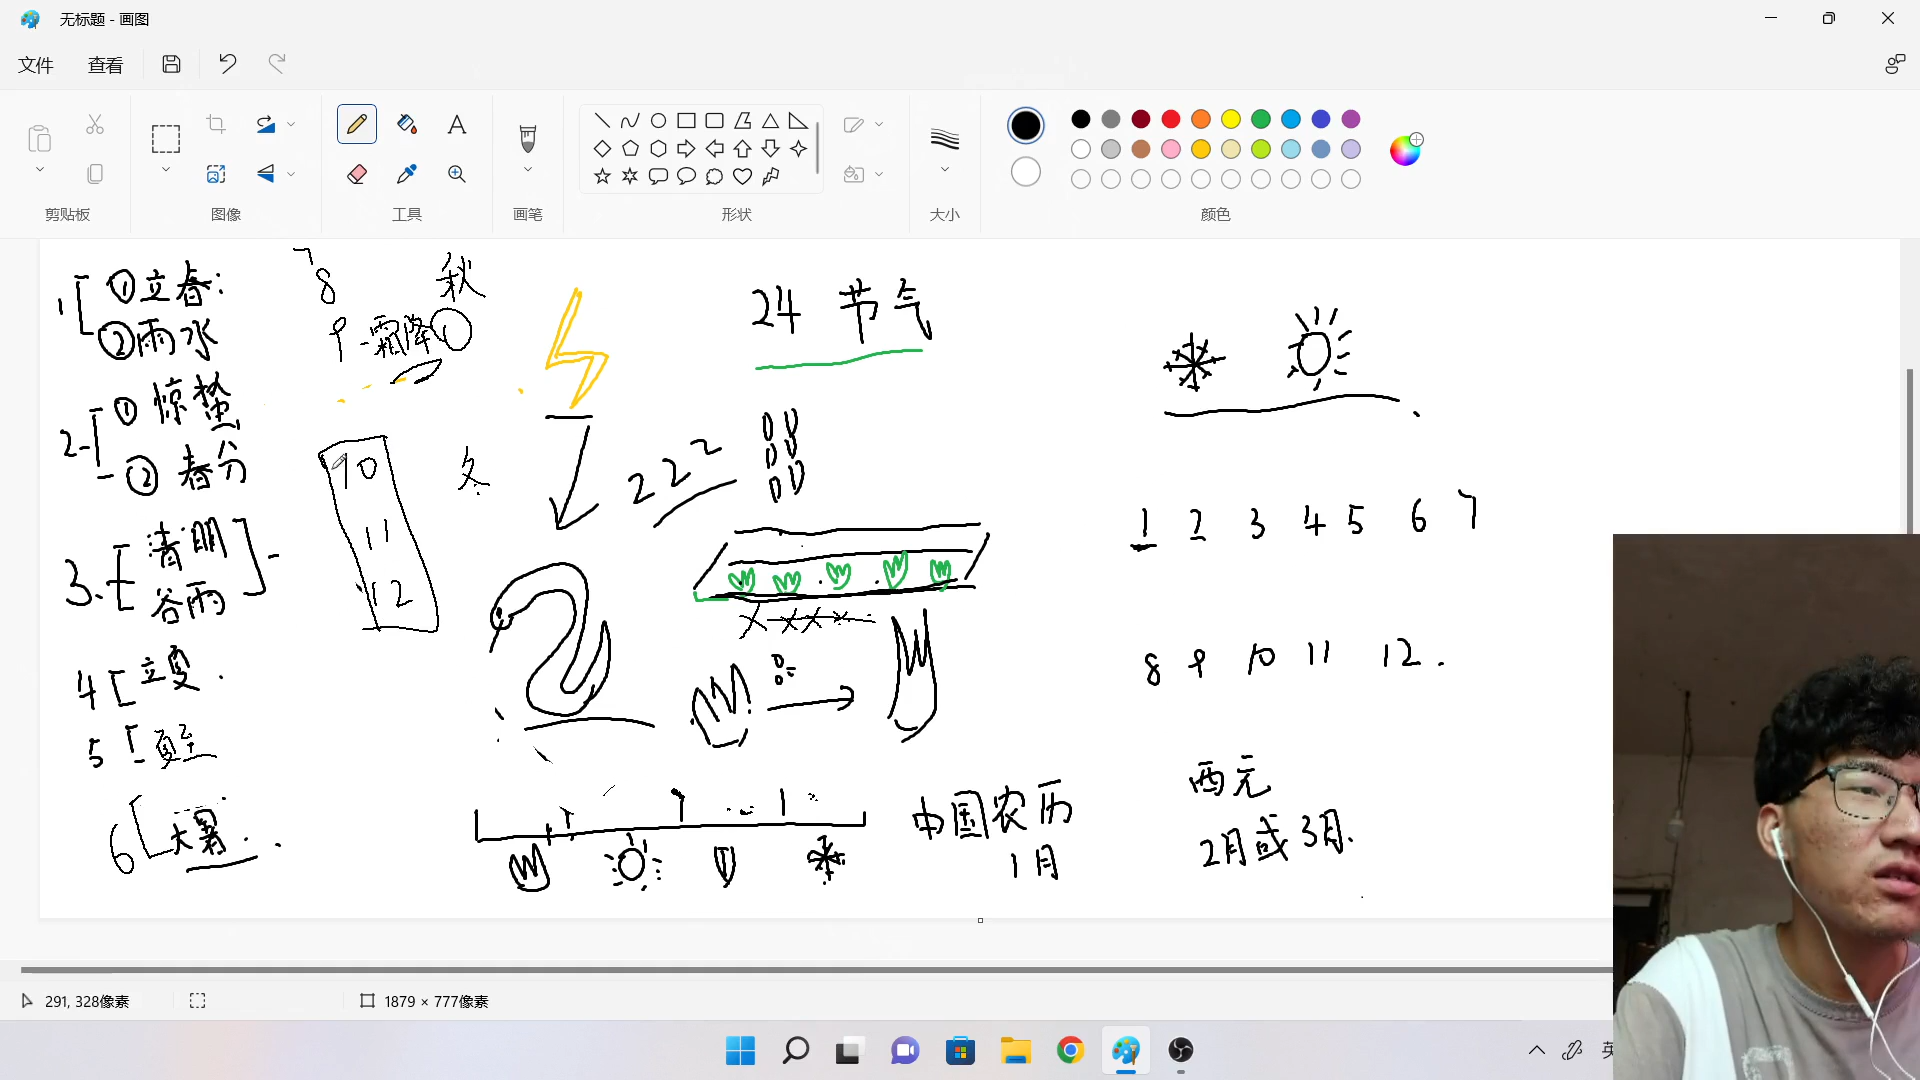 无标题 - 画图
文件 查看
剪贴板 图像 工具 画笔 形状 大小 颜色
1 ①立春:
②雨水
2- ① 惊蛰
② 春分
3. 清明
谷雨
4 立夏.
5 夏至
6 大暑.
7
8 秋
9 -霜降①
10 冬
11
12
24 节气
2 2 2
1 2 3 4 5 6 7
8 9 10 11 12.
中国农历
1月
西元
2月或3月.
291, 328像素 1879 × 777像素
英